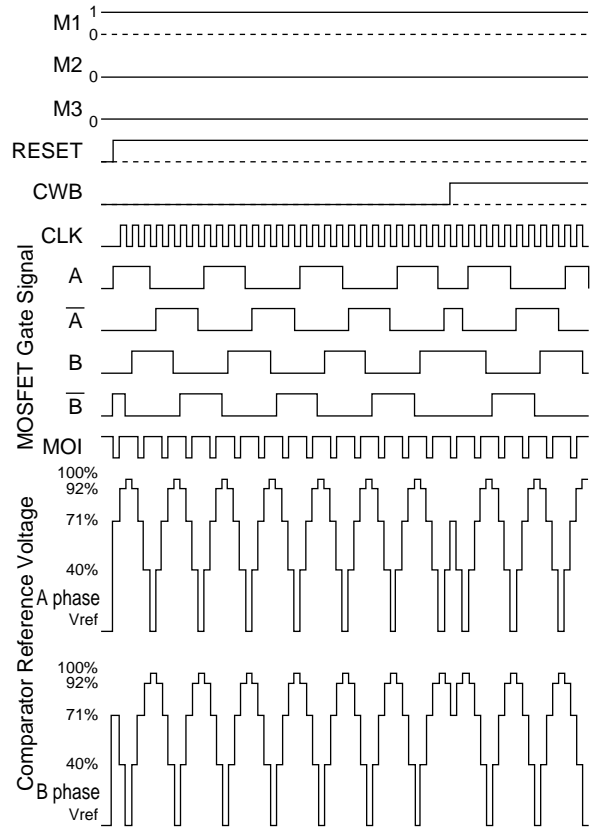 M1
1
0
M2
0
M3
0
RESET
CWB
CLK
MOSFET Gate Signal
A
A
B
B
MOI
Comparator Reference Voltage
100%
92%
71%
40%
A phase
Vref
100%
92%
71%
40%
B phase
Vref